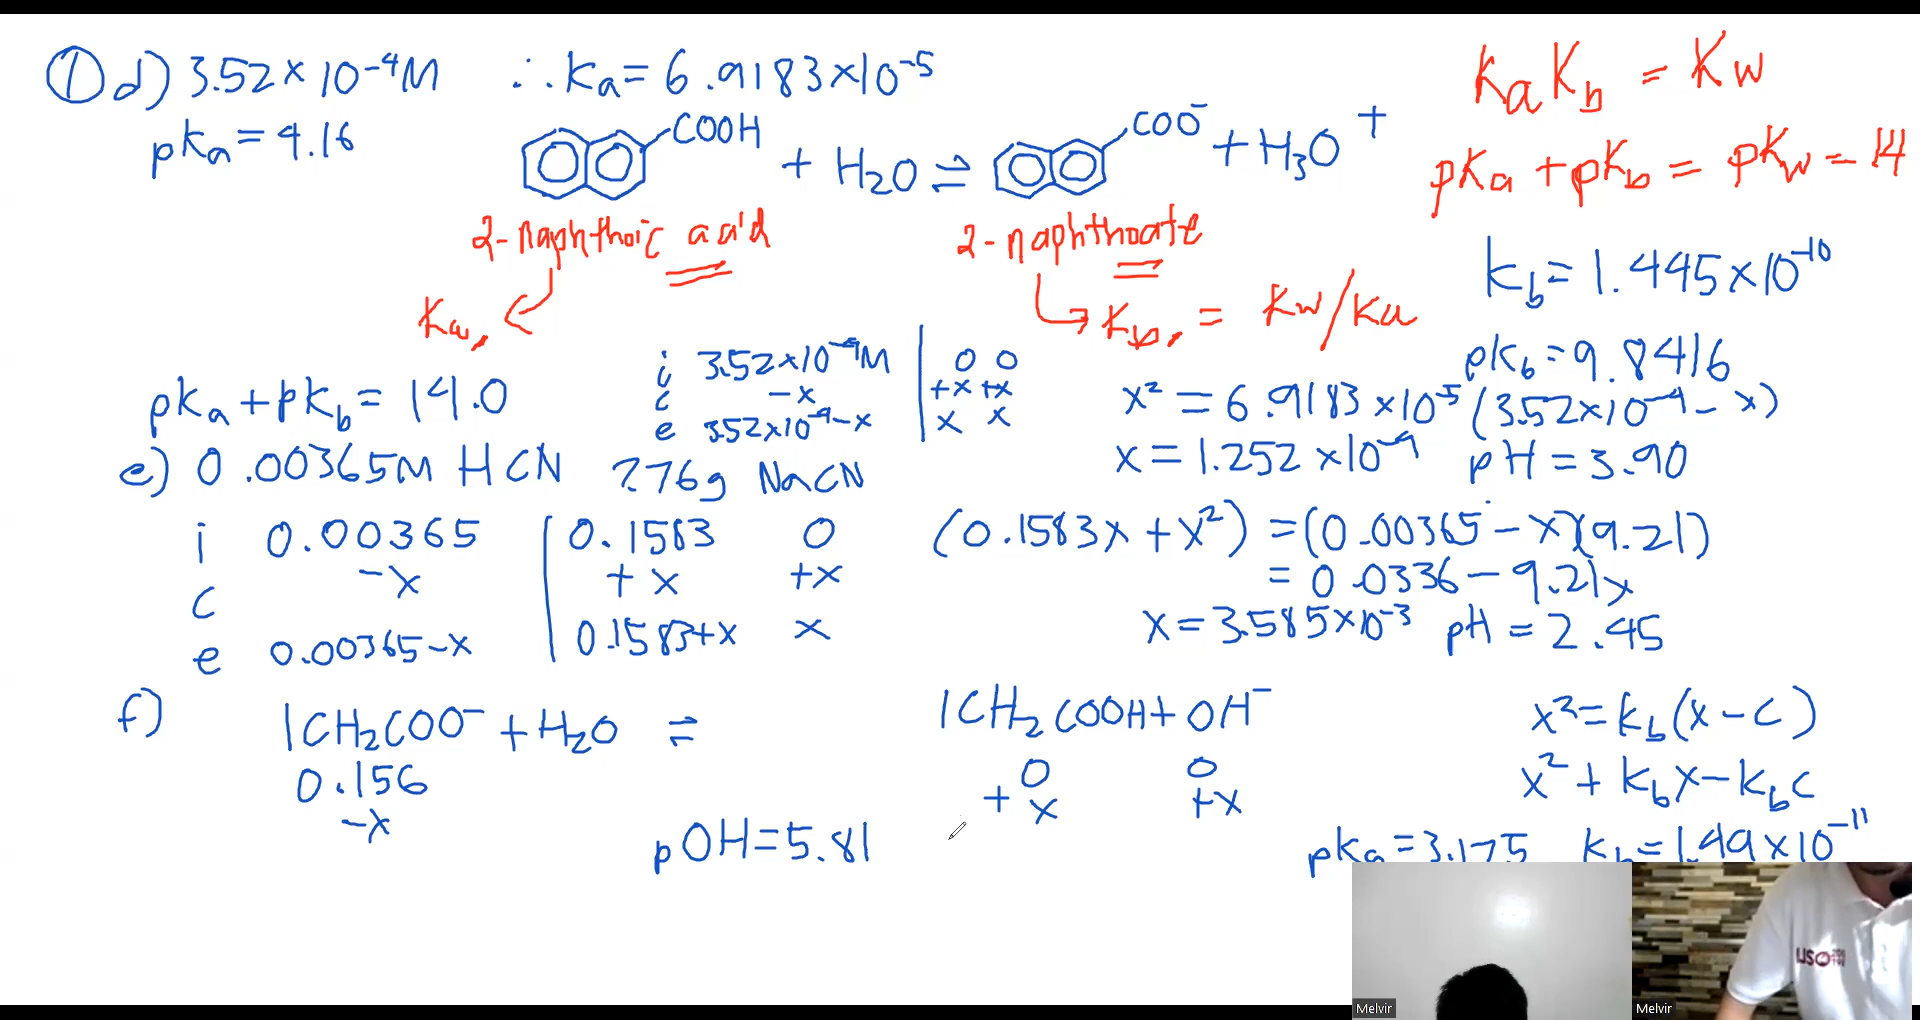 ① d) 3.52 × 10⁻⁴M ∴ Ka = 6.9183×10⁻⁵
pKa = 4.16
COOH + H₂O ⇌ COO⁻ + H₃O⁺
2-naphthoic acid
2-naphthoate
Ka
Kb = Kw/Ka
KaKb = Kw
pKa + pKb = pKw = 14
Kb = 1.445×10⁻¹⁰
pKb = 9.8416
pKa + pKb = 14.0
i 3.52×10⁻⁴M | 0 0
c -x | +x +x
e 3.52×10⁻⁴-x | x x
x² = 6.9183×10⁻⁵ (3.52×10⁻⁴ - x)
x = 1.252 ×10⁻⁴ pH = 3.90
e) 0.00365M HCN 7.76g NaCN
i 0.00365 | 0.1583 0
c -x | +x +x
e 0.00365-x | 0.1583+x x
(0.1583x + x²) = (0.00365 - x)(9.21)
= 0.0336 - 9.21x
x = 3.585×10⁻³ pH = 2.45
f) ICH₂COO⁻ + H₂O ⇌ ICH₂COOH + OH⁻
0.156 0 0
-x +x +x
pOH = 5.81
x² = Kb(x - c)
x² + Kbx - Kbc
pKa = 3.175 Kb = 1.49×10⁻¹¹
Melvir
Melvir